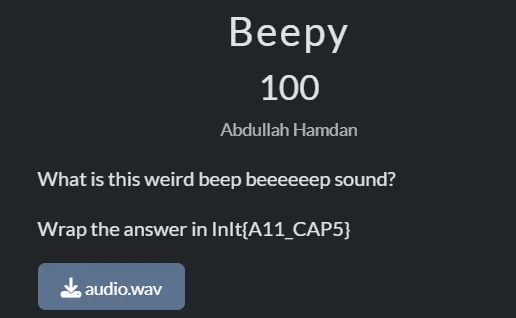 Beepy
100
Abdullah Hamdan
What is this weird beep beeeeeep sound?
Wrap the answer in InIt{A11_CAP5}
audio.wav